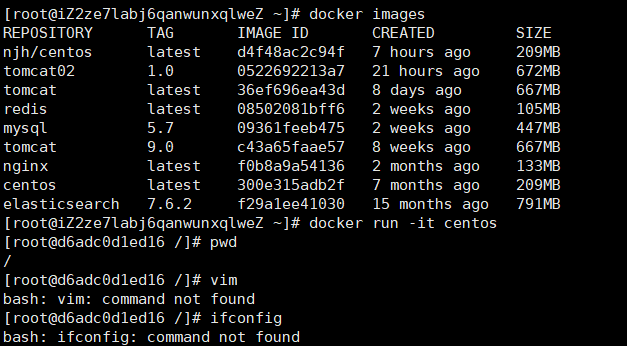 [root@iZ2ze7labj6qanwunxqlweZ ~]# docker images
REPOSITORY TAG IMAGE ID CREATED SIZE
njh/centos latest d4f48ac2c94f 7 hours ago 209MB
tomcat02 1.0 0522692213a7 21 hours ago 672MB
tomcat latest 36ef696ea43d 8 days ago 667MB
redis latest 08502081bff6 2 weeks ago 105MB
mysql 5.7 09361feeb475 2 weeks ago 447MB
tomcat 9.0 c43a65faae57 8 weeks ago 667MB
nginx latest f0b8a9a54136 2 months ago 133MB
centos latest 300e315adb2f 7 months ago 209MB
elasticsearch 7.6.2 f29a1ee41030 15 months ago 791MB
[root@iZ2ze7labj6qanwunxqlweZ ~]# docker run -it centos
[root@d6adc0d1ed16 /]# pwd
/
[root@d6adc0d1ed16 /]# vim
bash: vim: command not found
[root@d6adc0d1ed16 /]# ifconfig
bash: ifconfig: command not found